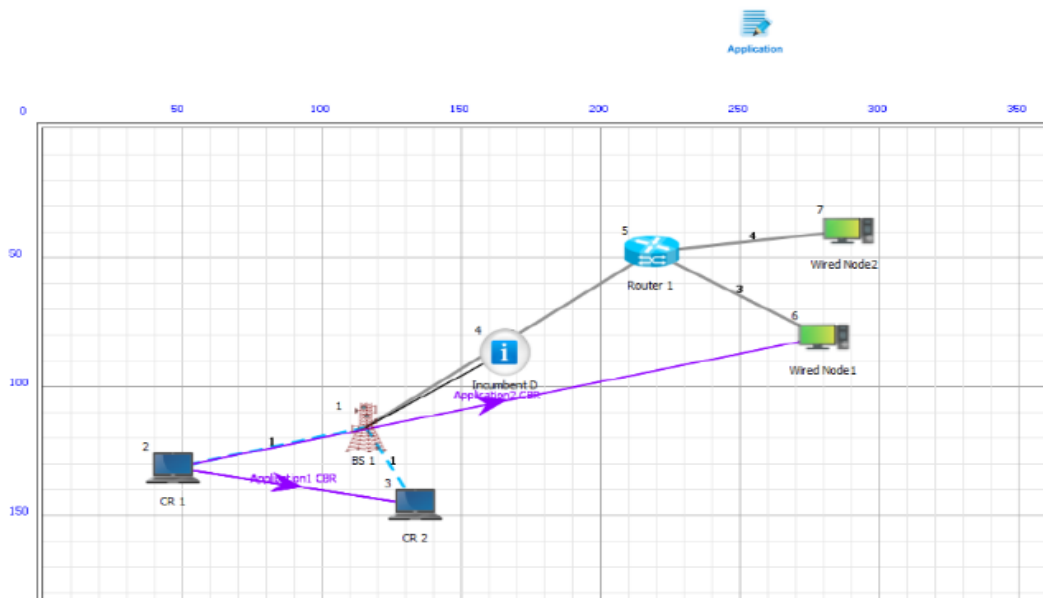 Application
0 50 100 150 200 250 300 350
7
5
4
50
Wired Node2
Router 1
3
6
4
i
Wired Node1
100
Incumbent D
Application2 CBR
1
2
1
BS 1
1
Application1 CBR
3
CR 1
150
CR 2